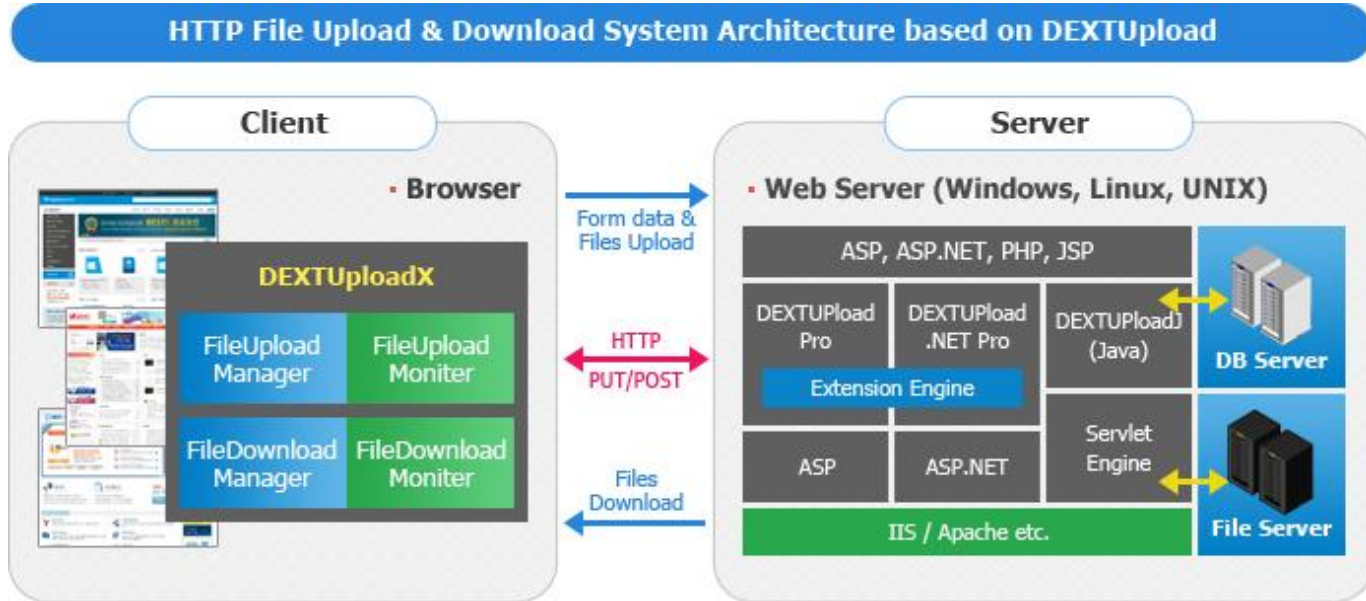 HTTP File Upload & Download System Architecture based on DEXTUpload
Client
Browser
DEXTUploadX
FileUpload
Manager
FileUpload
Moniter
FileDownload
Manager
FileDownload
Moniter
Form data &
Files Upload
HTTP
PUT/POST
Files
Download
Server
Web Server (Windows, Linux, UNIX)
ASP, ASP.NET, PHP, JSP
DEXTUPload
Pro
DEXTUPload
.NET Pro
DEXTUPloadJ
(Java)
Extension Engine
ASP
ASP.NET
Servlet
Engine
IIS / Apache etc.
DB Server
File Server